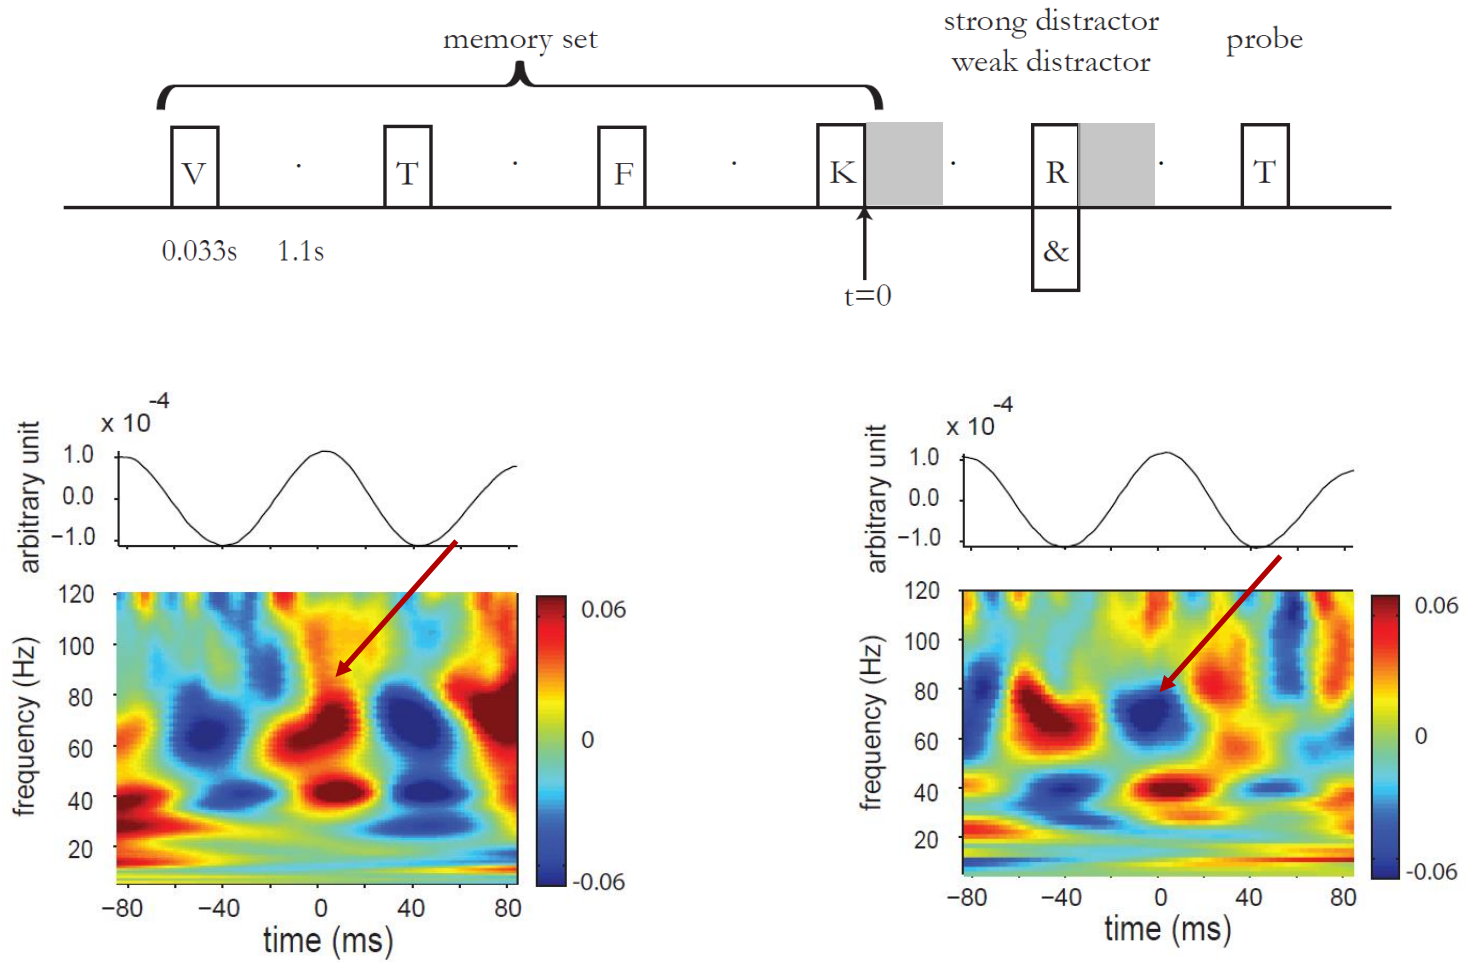 strong distractor
memory set
weak distractor
probe
V . T . F . K . R . T
0.033s 1.1s
&
t=0
x 10 -4
arbitrary unit
1.0
0.0
−1.0
frequency (Hz)
120
100
80
60
40
20
0.06
0
-0.06
−80 −40 0 40 80
time (ms)
x 10 -4
arbitrary unit
1.0
0.0
−1.0
frequency (Hz)
120
100
80
60
40
20
0.06
0
-0.06
−80 −40 0 40 80
time (ms)